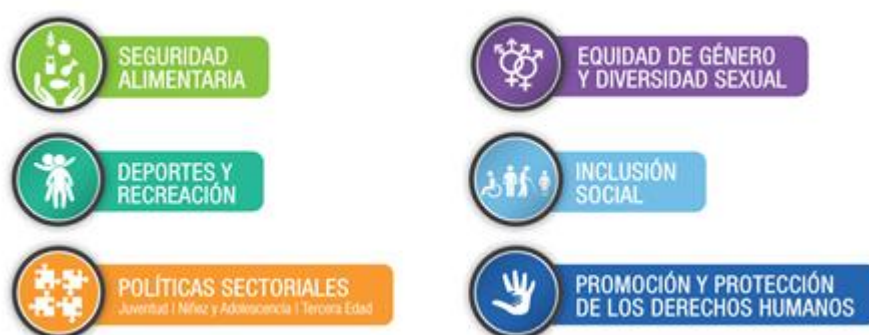 SEGURIDAD
ALIMENTARIA
EQUIDAD DE GÉNERO
Y DIVERSIDAD SEXUAL
DEPORTES Y
RECREACIÓN
INCLUSIÓN
SOCIAL
POLÍTICAS SECTORIALES
Juventud | Niñez y Adolescencia | Tercera Edad
PROMOCIÓN Y PROTECCIÓN
DE LOS DERECHOS HUMANOS